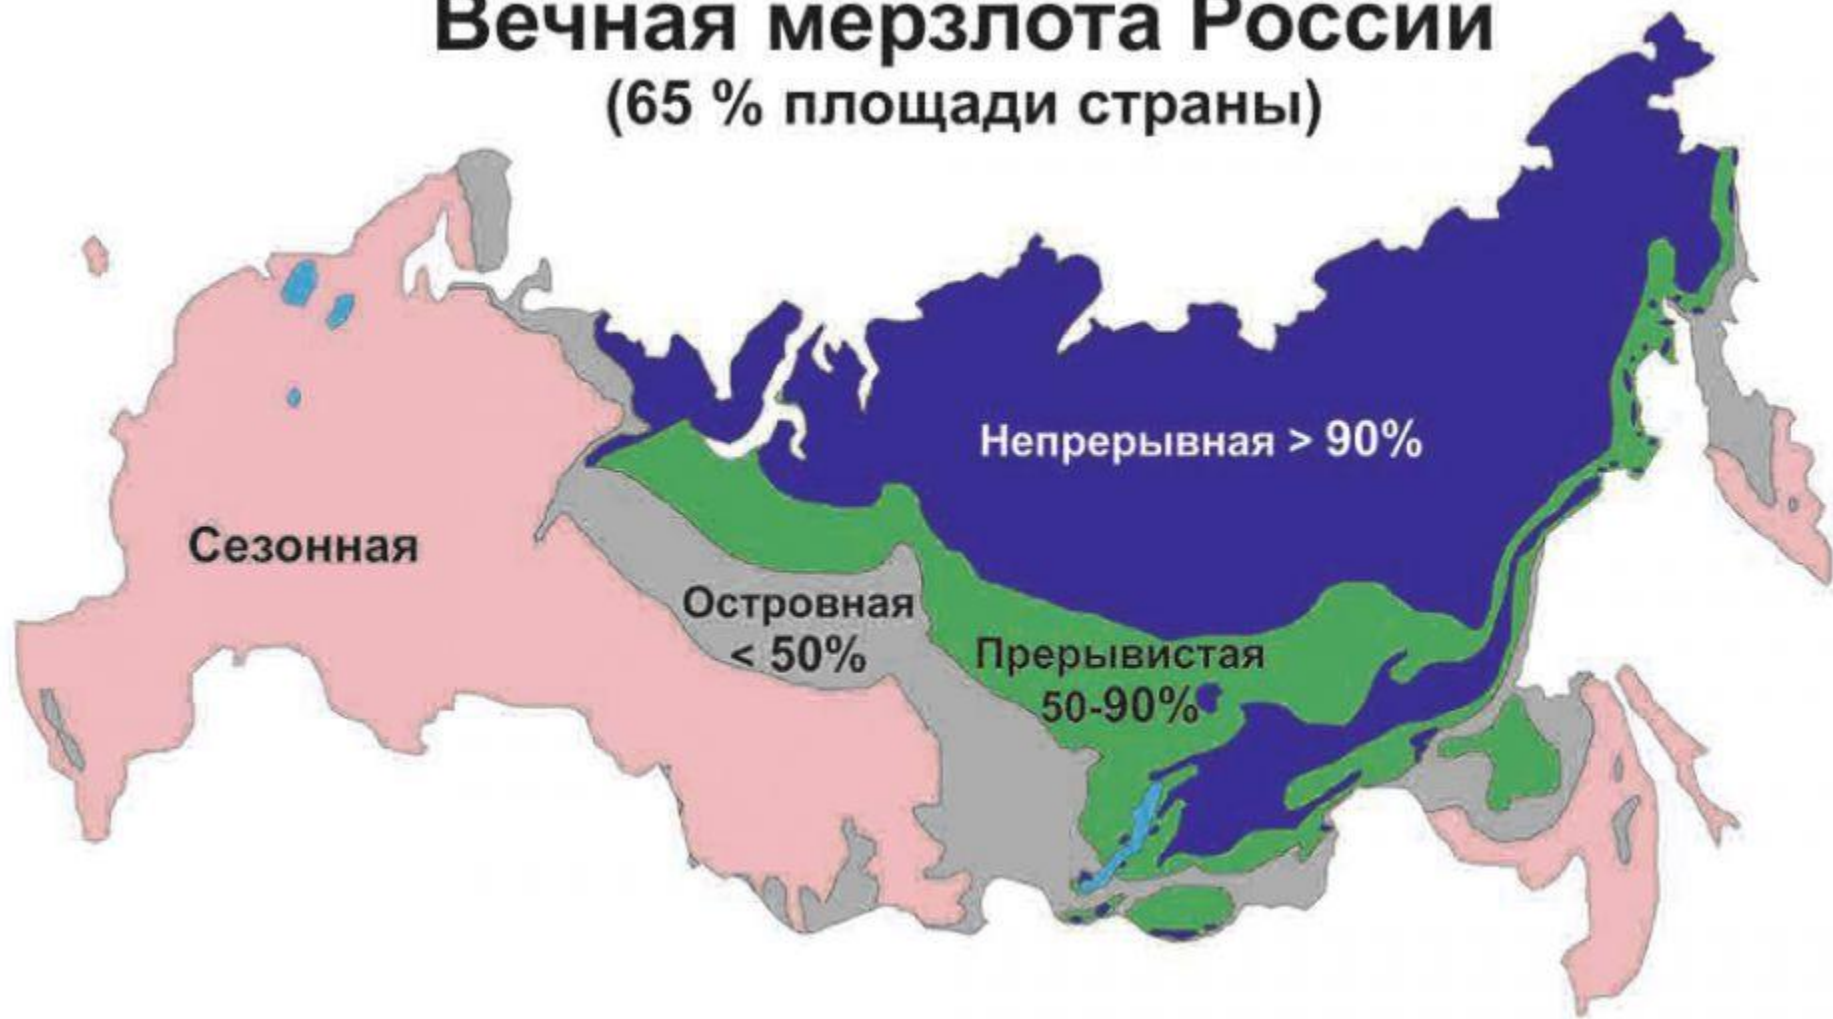 Вечная мерзлота России
(65 % площади страны)
Непрерывная > 90%
Сезонная
Островная
< 50%
Прерывистая
50-90%